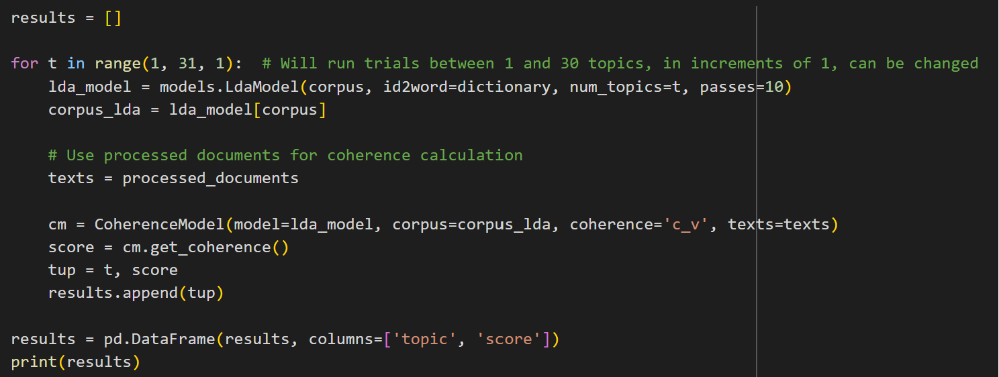 results = []
for t in range(1, 31, 1):  # Will run trials between 1 and 30 topics, in increments of 1, can be changed
    lda_model = models.LdaModel(corpus, id2word=dictionary, num_topics=t, passes=10)
    corpus_lda = lda_model[corpus]
    # Use processed documents for coherence calculation
    texts = processed_documents
    cm = CoherenceModel(model=lda_model, corpus=corpus_lda, coherence='c_v', texts=texts)
    score = cm.get_coherence()
    tup = t, score
    results.append(tup)
results = pd.DataFrame(results, columns=['topic', 'score'])
print(results)